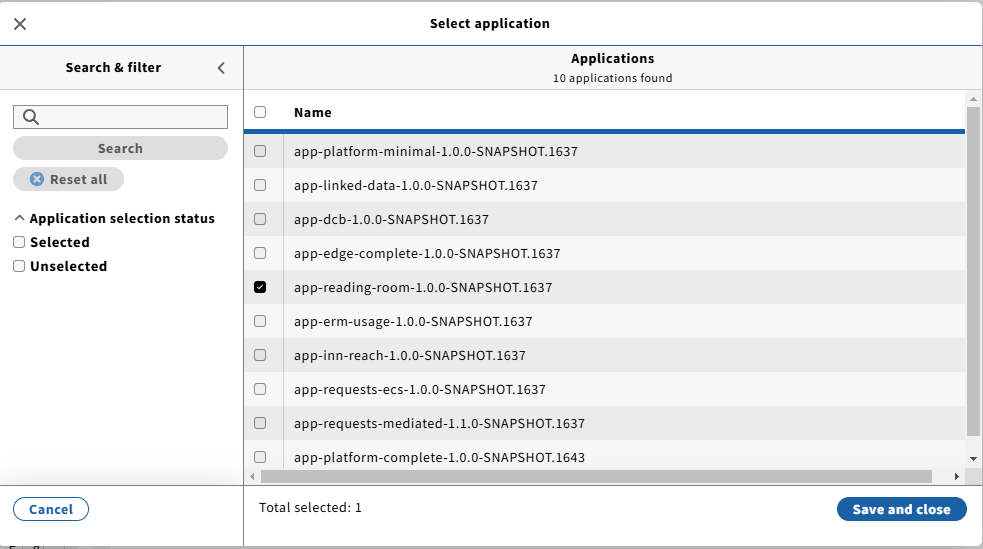 Select application
Search & filter
Applications
10 applications found
Search
Reset all
Application selection status
Selected
Unselected
Name
app-platform-minimal-1.0.0-SNAPSHOT.1637
app-linked-data-1.0.0-SNAPSHOT.1637
app-dcb-1.0.0-SNAPSHOT.1637
app-edge-complete-1.0.0-SNAPSHOT.1637
app-reading-room-1.0.0-SNAPSHOT.1637
app-erm-usage-1.0.0-SNAPSHOT.1637
app-inn-reach-1.0.0-SNAPSHOT.1637
app-requests-ecs-1.0.0-SNAPSHOT.1637
app-requests-mediated-1.1.0-SNAPSHOT.1637
app-platform-complete-1.0.0-SNAPSHOT.1643
Cancel
Total selected: 1
Save and close